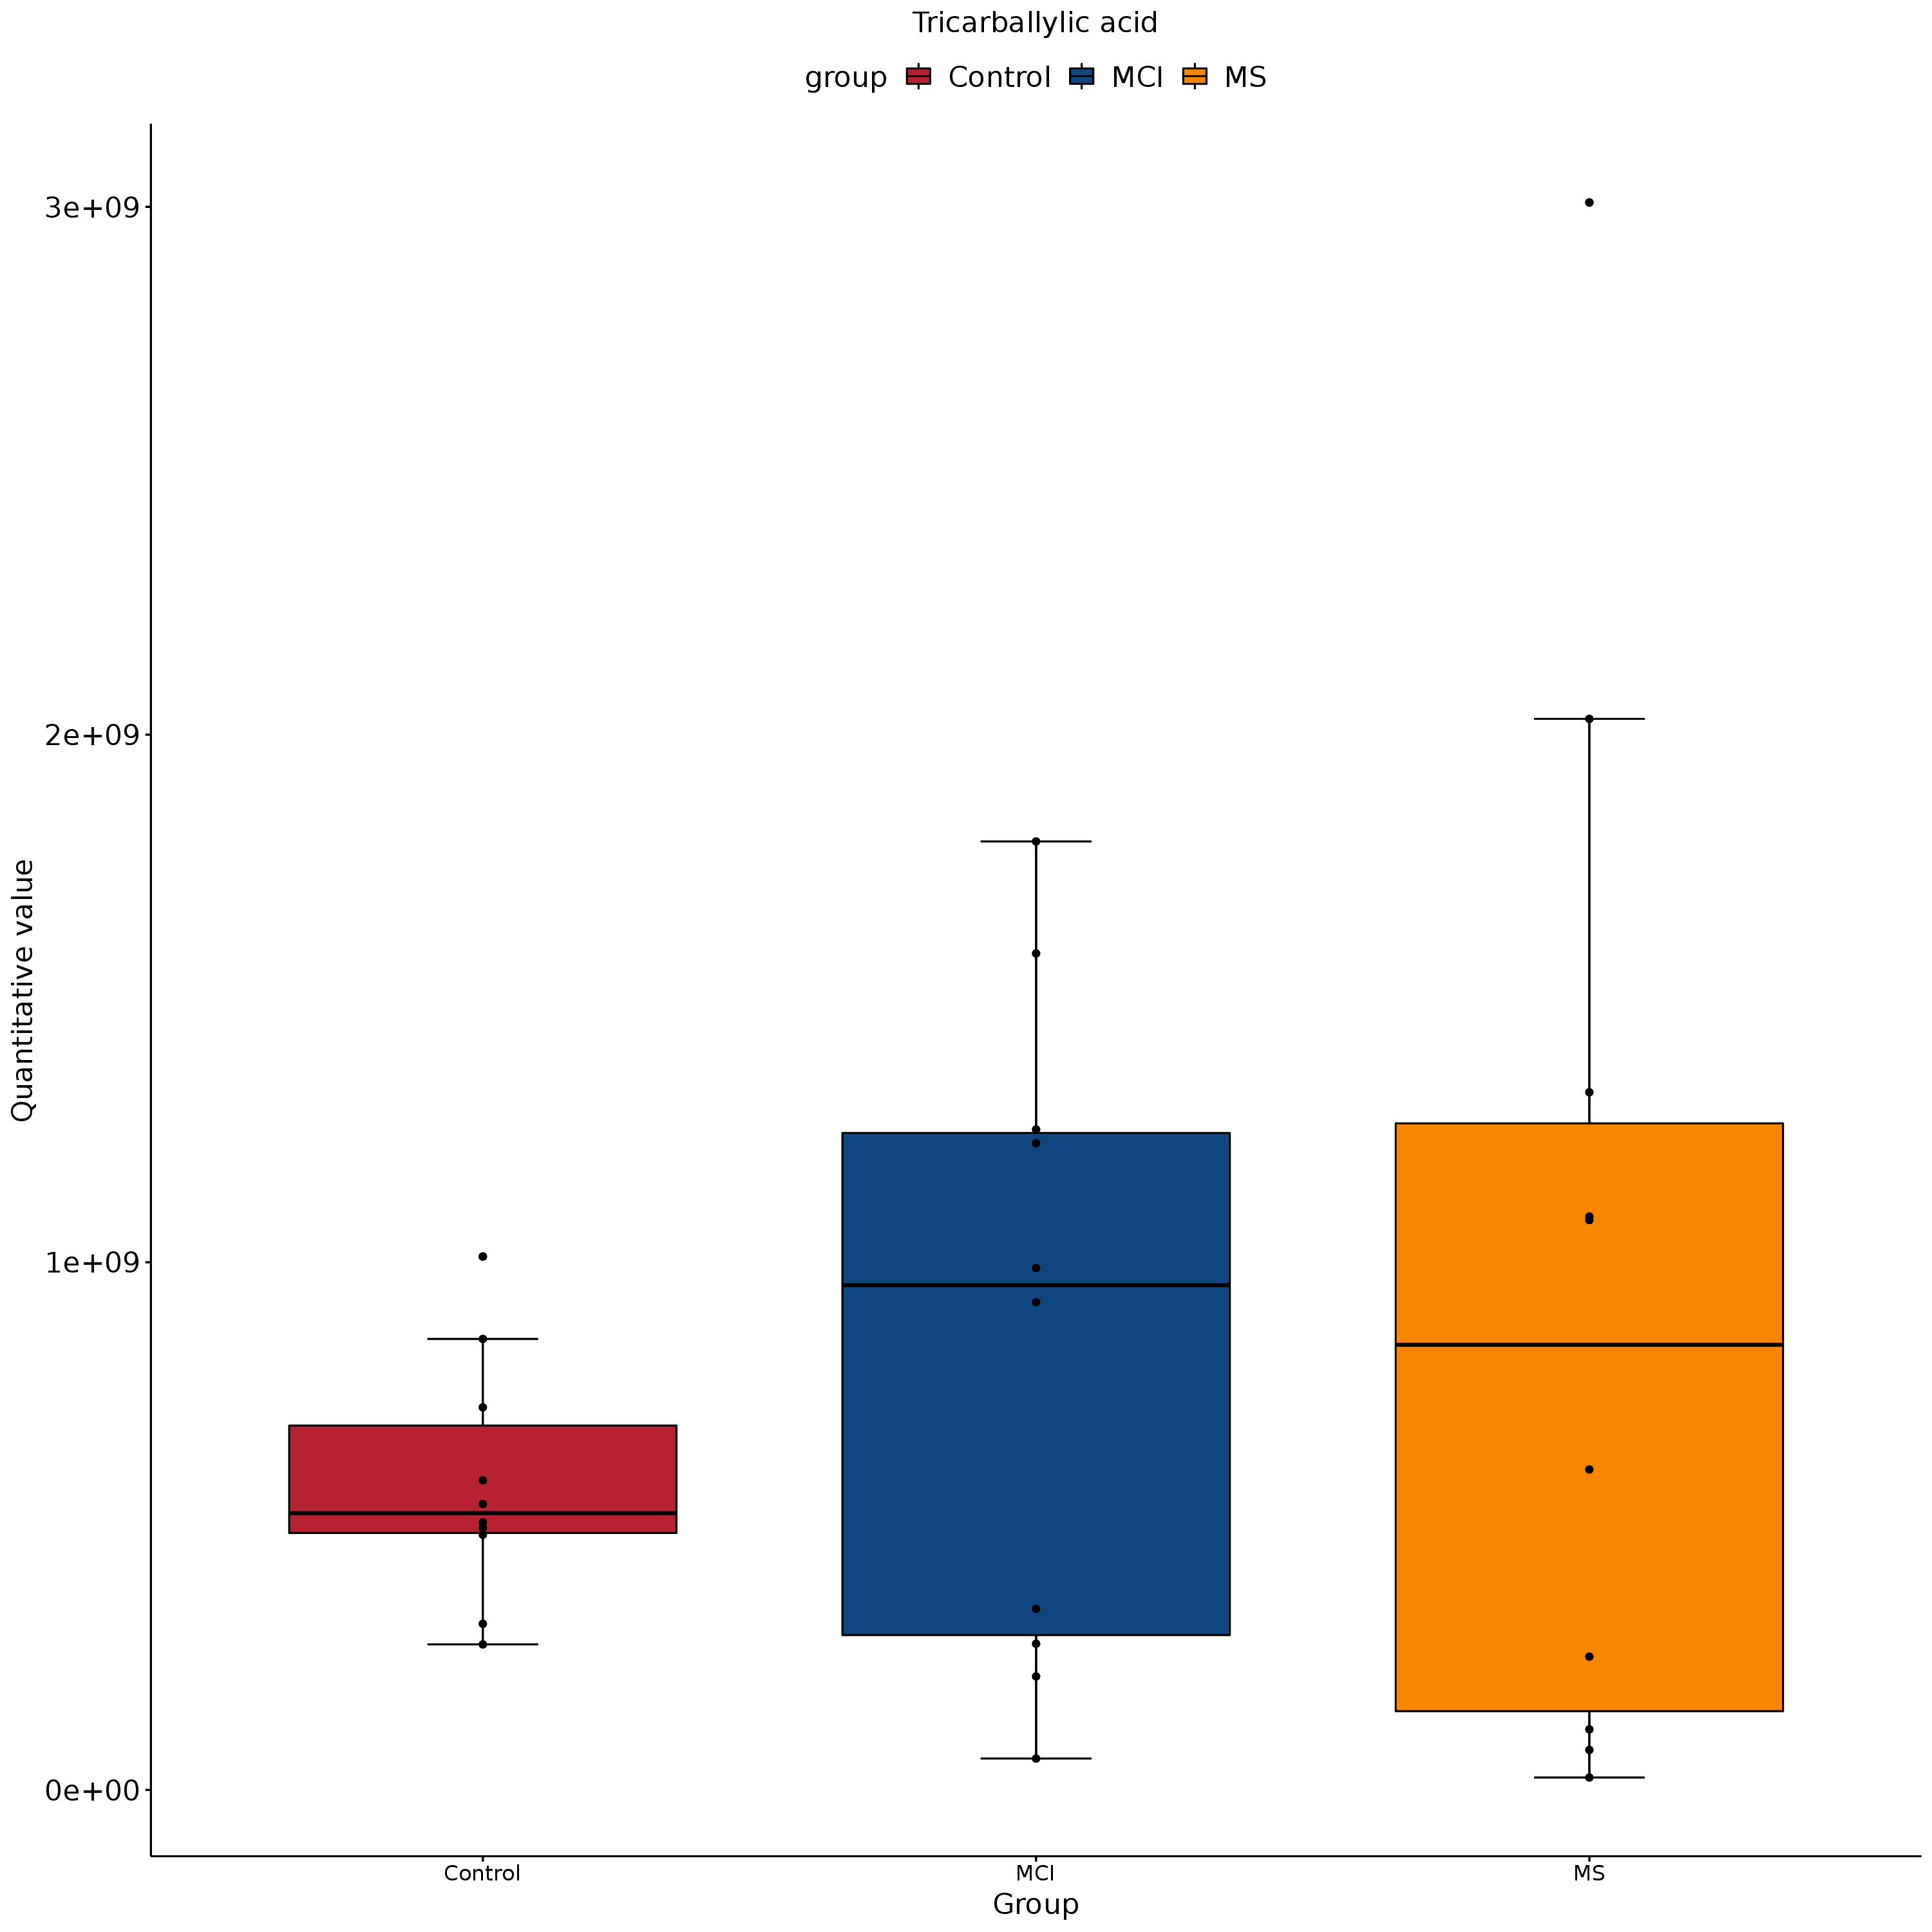 Tricarballylic acid
group Control MCI MS
3e+09
2e+09
1e+09
0e+00
Quantitative value
Control MCI MS
Group